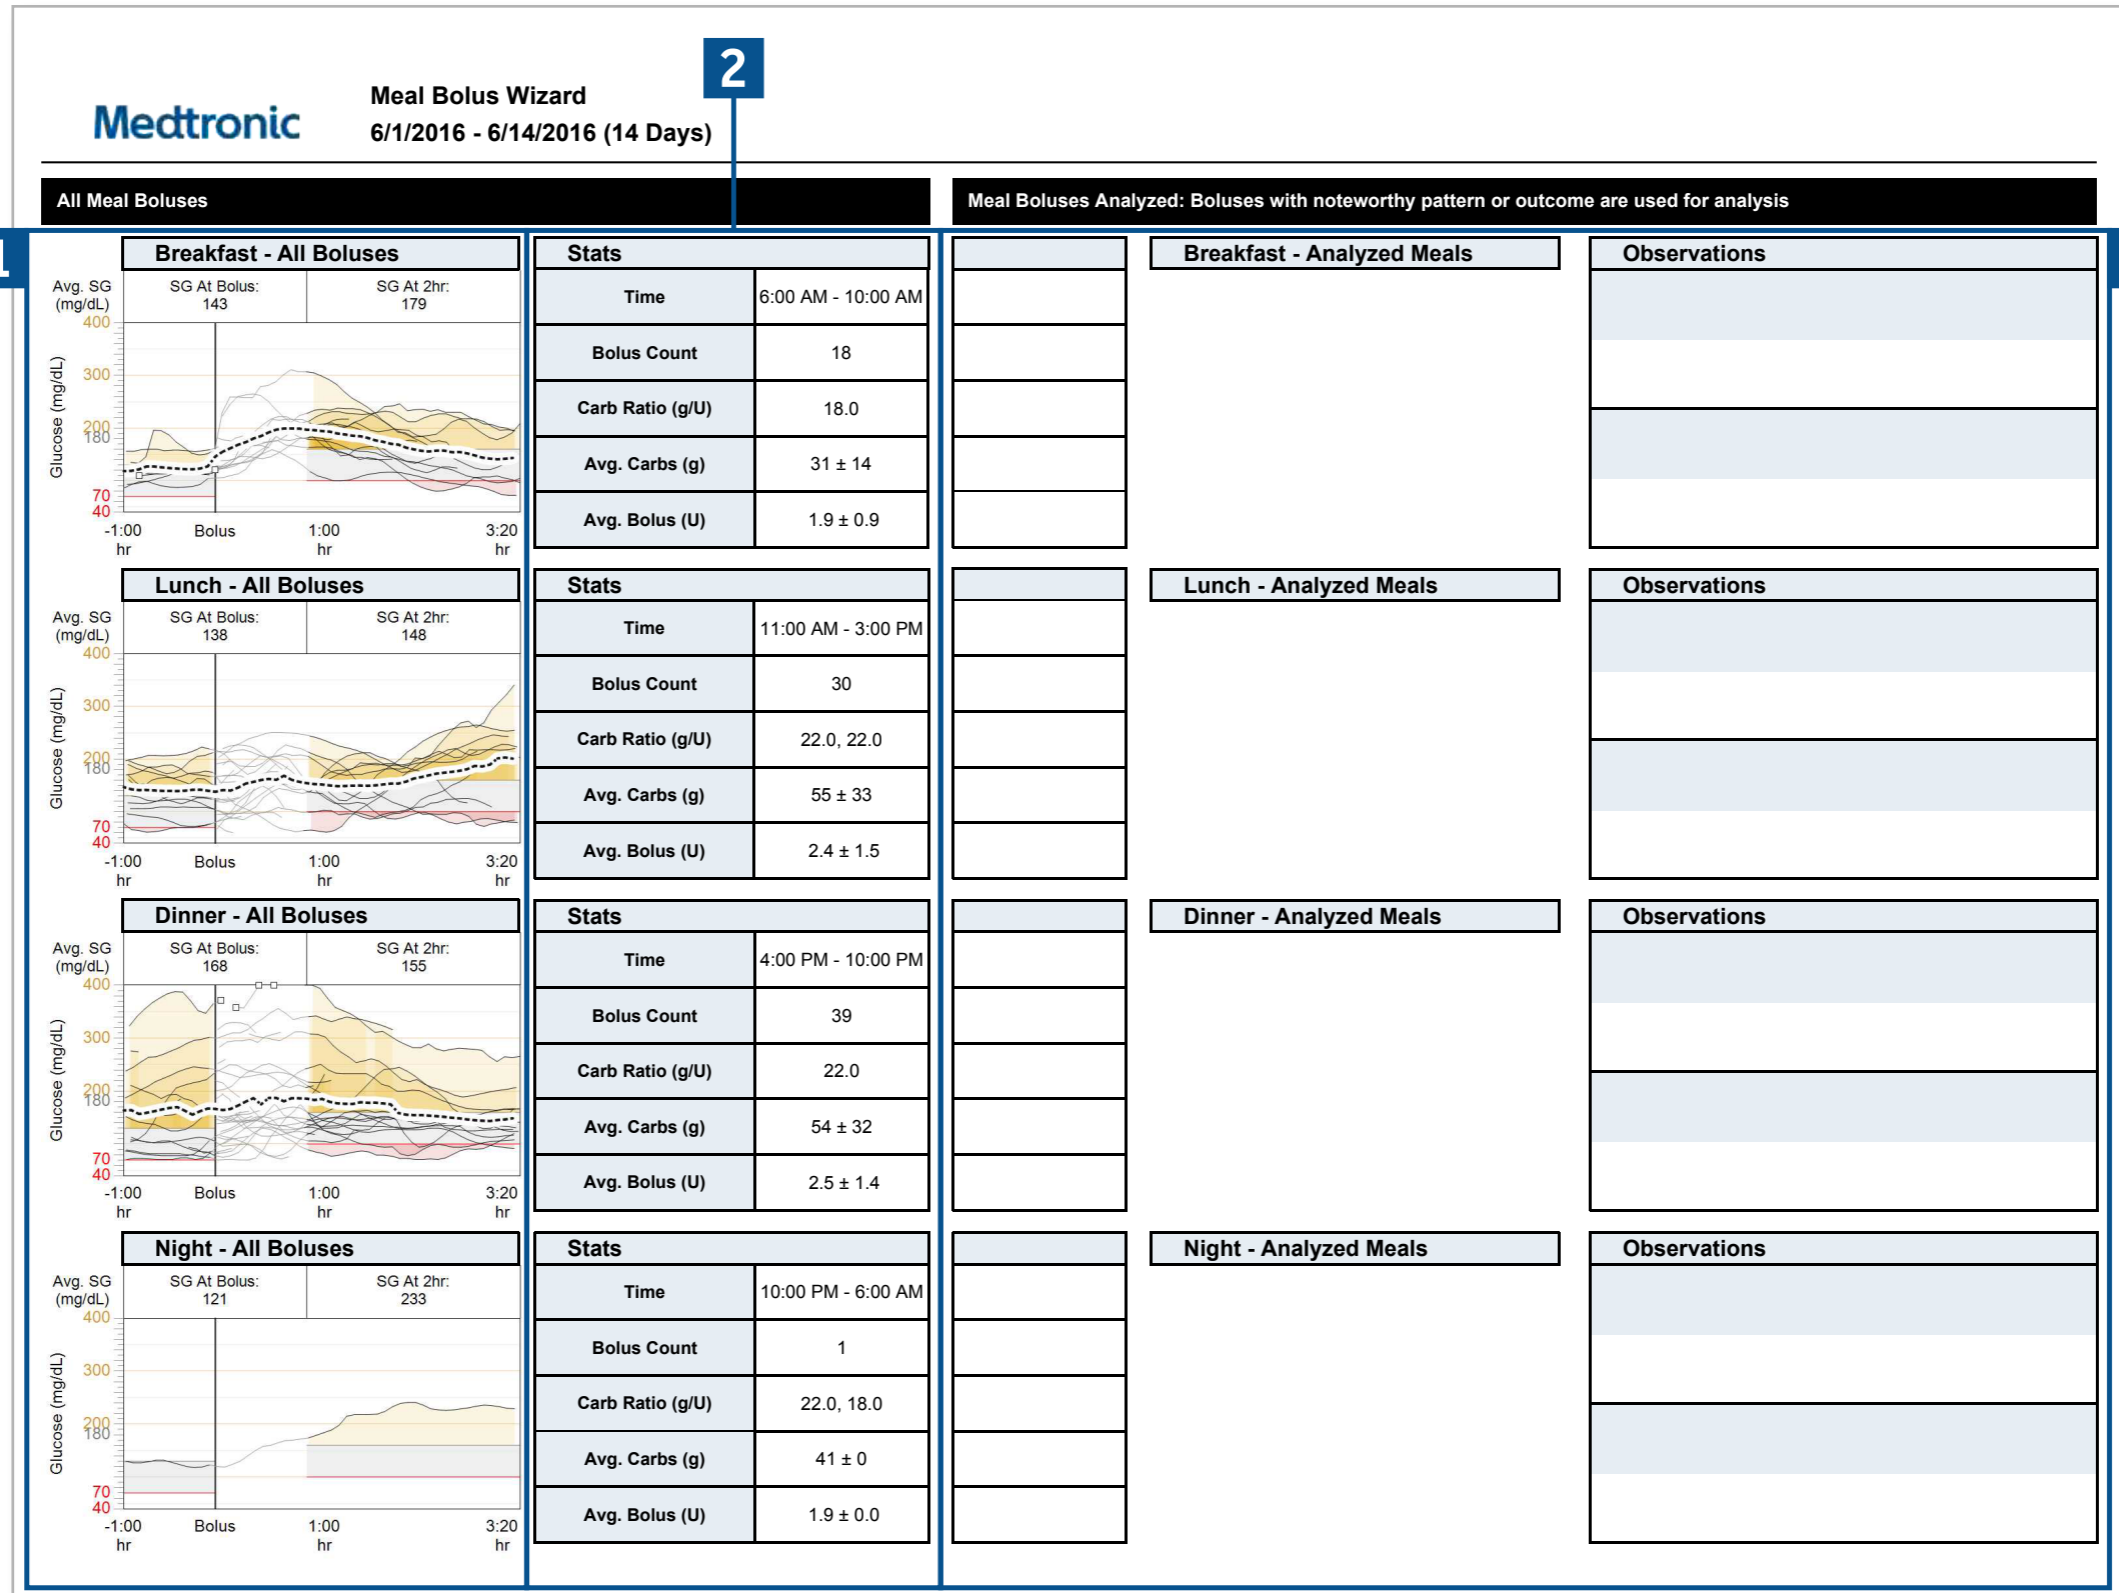 2
Medtronic
Meal Bolus Wizard
6/1/2016 - 6/14/2016 (14 Days)
All Meal Boluses
Meal Boluses Analyzed: Boluses with noteworthy pattern or outcome are used for analysis
1
Breakfast - All Boluses
Avg. SG
(mg/dL)
SG At Bolus:
143
SG At 2hr:
179
Glucose (mg/dL)
400
300
200
180
70
40
-1:00
hr
Bolus
1:00
hr
3:20
hr
Stats
Time 6:00 AM - 10:00 AM
Bolus Count 18
Carb Ratio (g/U) 18.0
Avg. Carbs (g) 31 ± 14
Avg. Bolus (U) 1.9 ± 0.9
Breakfast - Analyzed Meals
Observations
Lunch - All Boluses
Avg. SG
(mg/dL)
SG At Bolus:
138
SG At 2hr:
148
Glucose (mg/dL)
400
300
200
180
70
40
-1:00
hr
Bolus
1:00
hr
3:20
hr
Stats
Time 11:00 AM - 3:00 PM
Bolus Count 30
Carb Ratio (g/U) 22.0, 22.0
Avg. Carbs (g) 55 ± 33
Avg. Bolus (U) 2.4 ± 1.5
Lunch - Analyzed Meals
Observations
Dinner - All Boluses
Avg. SG
(mg/dL)
SG At Bolus:
168
SG At 2hr:
155
Glucose (mg/dL)
400
300
200
180
70
40
-1:00
hr
Bolus
1:00
hr
3:20
hr
Stats
Time 4:00 PM - 10:00 PM
Bolus Count 39
Carb Ratio (g/U) 22.0
Avg. Carbs (g) 54 ± 32
Avg. Bolus (U) 2.5 ± 1.4
Dinner - Analyzed Meals
Observations
Night - All Boluses
Avg. SG
(mg/dL)
SG At Bolus:
121
SG At 2hr:
233
Glucose (mg/dL)
400
300
200
180
70
40
-1:00
hr
Bolus
1:00
hr
3:20
hr
Stats
Time 10:00 PM - 6:00 AM
Bolus Count 1
Carb Ratio (g/U) 22.0, 18.0
Avg. Carbs (g) 41 ± 0
Avg. Bolus (U) 1.9 ± 0.0
Night - Analyzed Meals
Observations